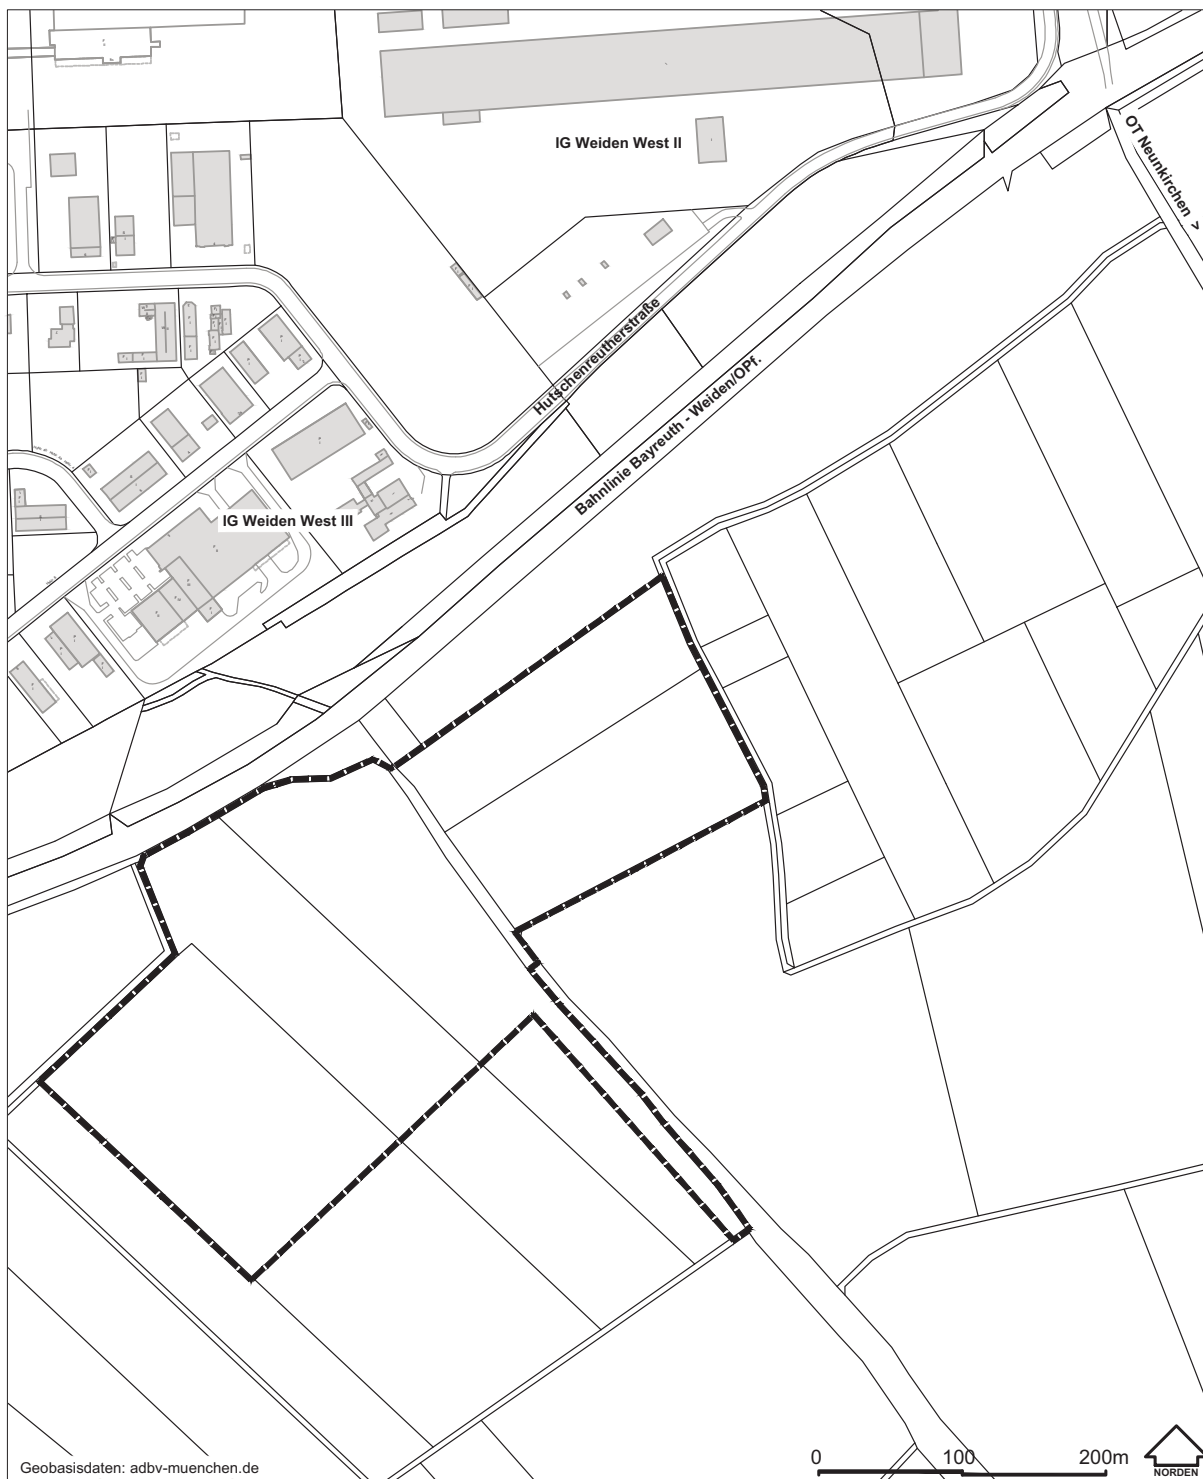 IG Weiden West II
OT Neunkirchen >
Hutschenreutherstraße
Bahnlinie Bayreuth - Weiden/OPf.
IG Weiden West III
Geobasisdaten: adbv-muenchen.de
0 100 200m
NORDEN